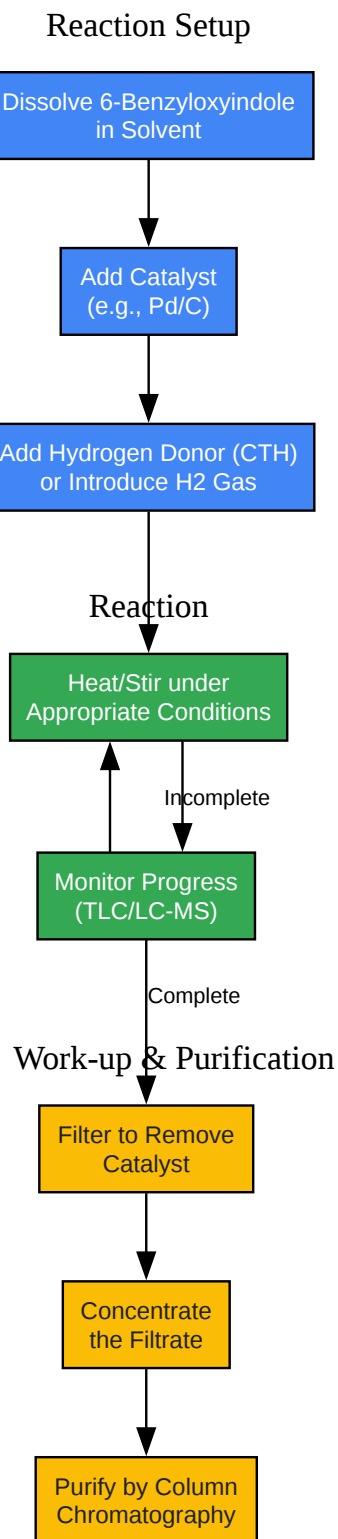 Reaction Setup
Dissolve 6-Benzyloxyindole
in Solvent
Add Catalyst
(e.g., Pd/C)
Add Hydrogen Donor (CTH)
or Introduce H2 Gas
Reaction
Heat/Stir under
Appropriate Conditions
Incomplete
Monitor Progress
(TLC/LC-MS)
Complete
Work-up & Purification
Filter to Remove
Catalyst
Concentrate
the Filtrate
Purify by Column
Chromatography